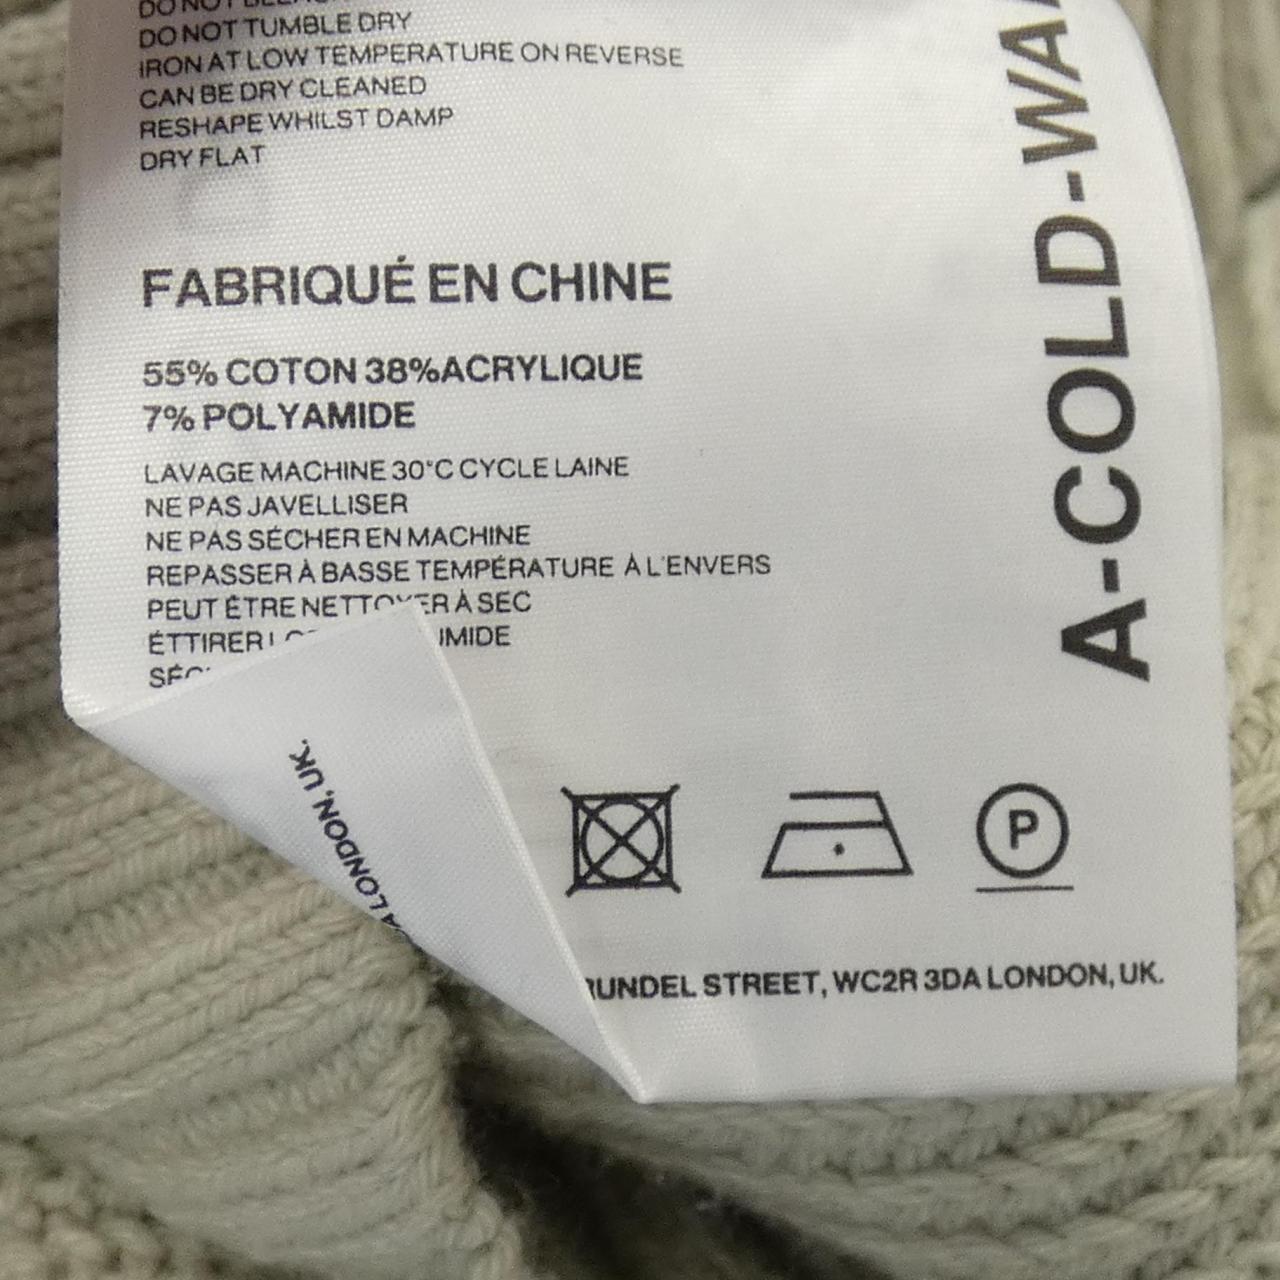 DO NOT TUMBLE DRY
IRON AT LOW TEMPERATURE ON REVERSE
CAN BE DRY CLEANED
RESHAPE WHILST DAMP
DRY FLAT
FABRIQUÉ EN CHINE
55% COTON 38%ACRYLIQUE
7% POLYAMIDE
LAVAGE MACHINE 30°C CYCLE LAINE
NE PAS JAVELLISER
NE PAS SÉCHER EN MACHINE
REPASSER À BASSE TEMPÉRATURE À L'ENVERS
PEUT ÊTRE NETTOYER À SEC
ÉTTIRER
P
STREET, WC2R 3DA LONDON, UK.
LONDON, UK.
A-COLD-WA